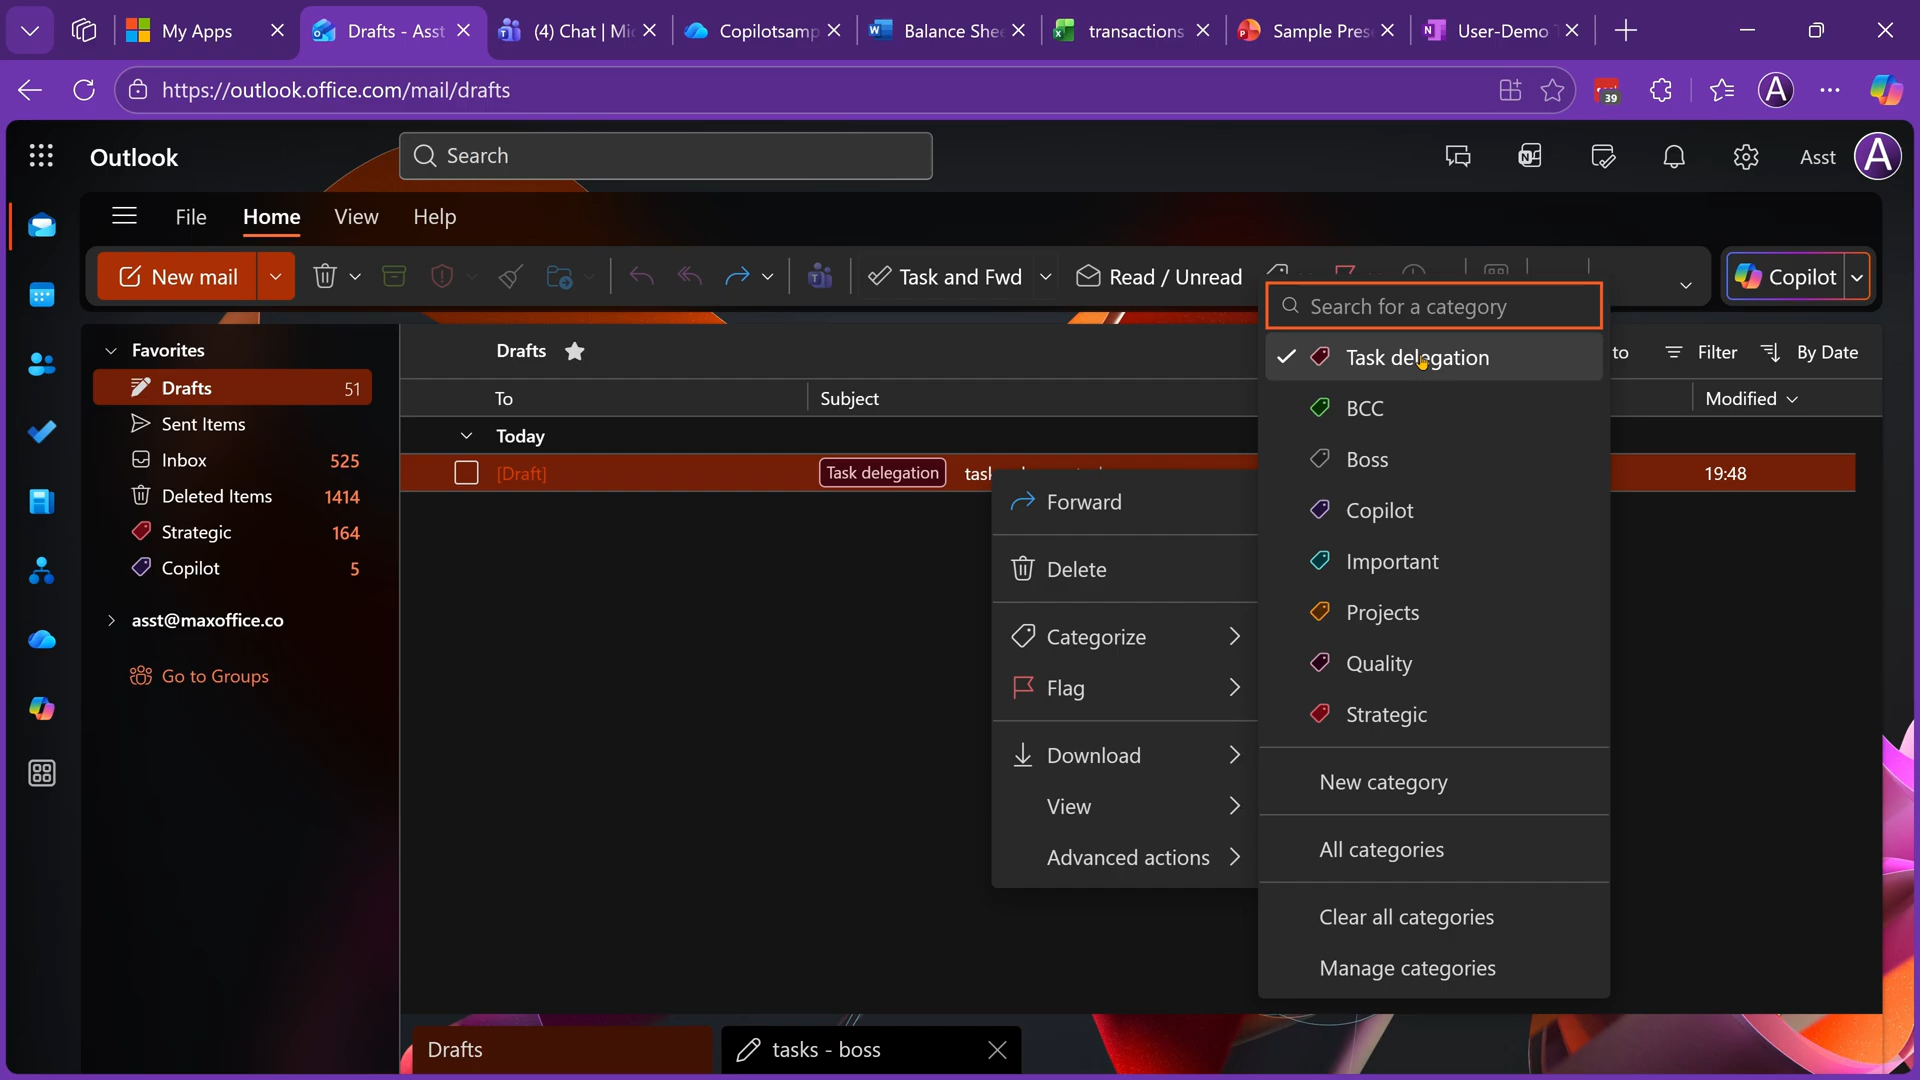 My Apps
Drafts - Asst
(4) Chat | Mi
Copilotsamp
Balance She
transactions
Sample Pres
User-Demo
https://outlook.office.com/mail/drafts
39
A
Outlook
Search
Asst
A
File
Home
View
Help
New mail
Task and Fwd
Read / Unread
Copilot
Search for a category
Favorites
Drafts
51
Sent Items
Inbox
525
Deleted Items
1414
Strategic
164
Copilot
5
asst@maxoffice.co
Go to Groups
Drafts
to
Filter
By Date
To
Subject
Modified
Today
[Draft]
Task delegation
19:48
Forward
Delete
Categorize
Flag
Download
View
Advanced actions
Task delegation
BCC
Boss
Copilot
Important
Projects
Quality
Strategic
New category
All categories
Clear all categories
Manage categories
Drafts
tasks - boss